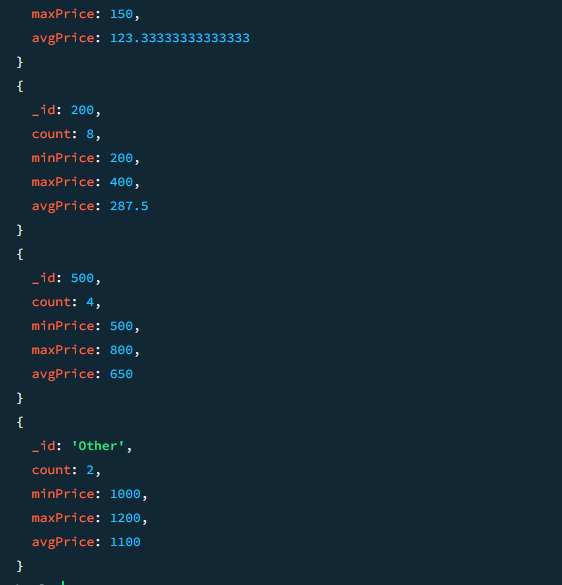 maxPrice: 150,
avgPrice: 123.33333333333333
}
{
_id: 200,
count: 8,
minPrice: 200,
maxPrice: 400,
avgPrice: 287.5
}
{
_id: 500,
count: 4,
minPrice: 500,
maxPrice: 800,
avgPrice: 650
}
{
_id: 'Other',
count: 2,
minPrice: 1000,
maxPrice: 1200,
avgPrice: 1100
}